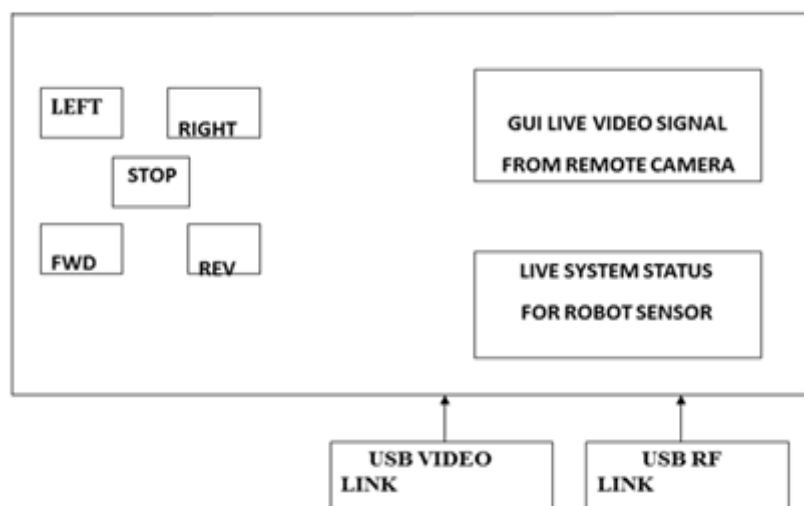 LEFT
RIGHT
STOP
FWD
REV
GUI LIVE VIDEO SIGNAL
FROM REMOTE CAMERA
LIVE SYSTEM STATUS
FOR ROBOT SENSOR
USB VIDEO
LINK
USB RF
LINK